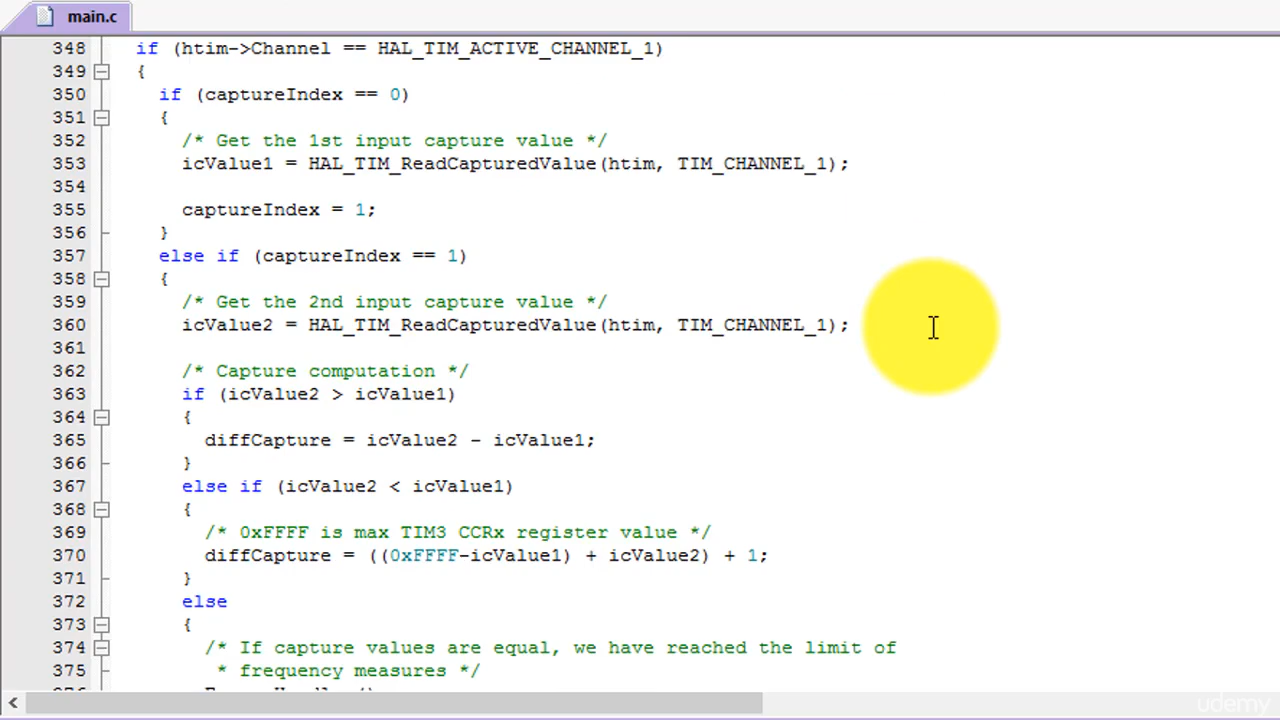 main.c
348 if (htim->Channel == HAL_TIM_ACTIVE_CHANNEL_1)
349 {
350 if (captureIndex == 0)
351 {
352 /* Get the 1st input capture value */
353 icValue1 = HAL_TIM_ReadCapturedValue(htim, TIM_CHANNEL_1);
354
355 captureIndex = 1;
356 }
357 else if (captureIndex == 1)
358 {
359 /* Get the 2nd input capture value */
360 icValue2 = HAL_TIM_ReadCapturedValue(htim, TIM_CHANNEL_1);
361
362 /* Capture computation */
363 if (icValue2 > icValue1)
364 {
365 diffCapture = icValue2 - icValue1;
366 }
367 else if (icValue2 < icValue1)
368 {
369 /* 0xFFFF is max TIM3 CCRx register value */
370 diffCapture = ((0xFFFF-icValue1) + icValue2) + 1;
371 }
372 else
373 {
374 /* If capture values are equal, we have reached the limit of
375 * frequency measures */
udemy